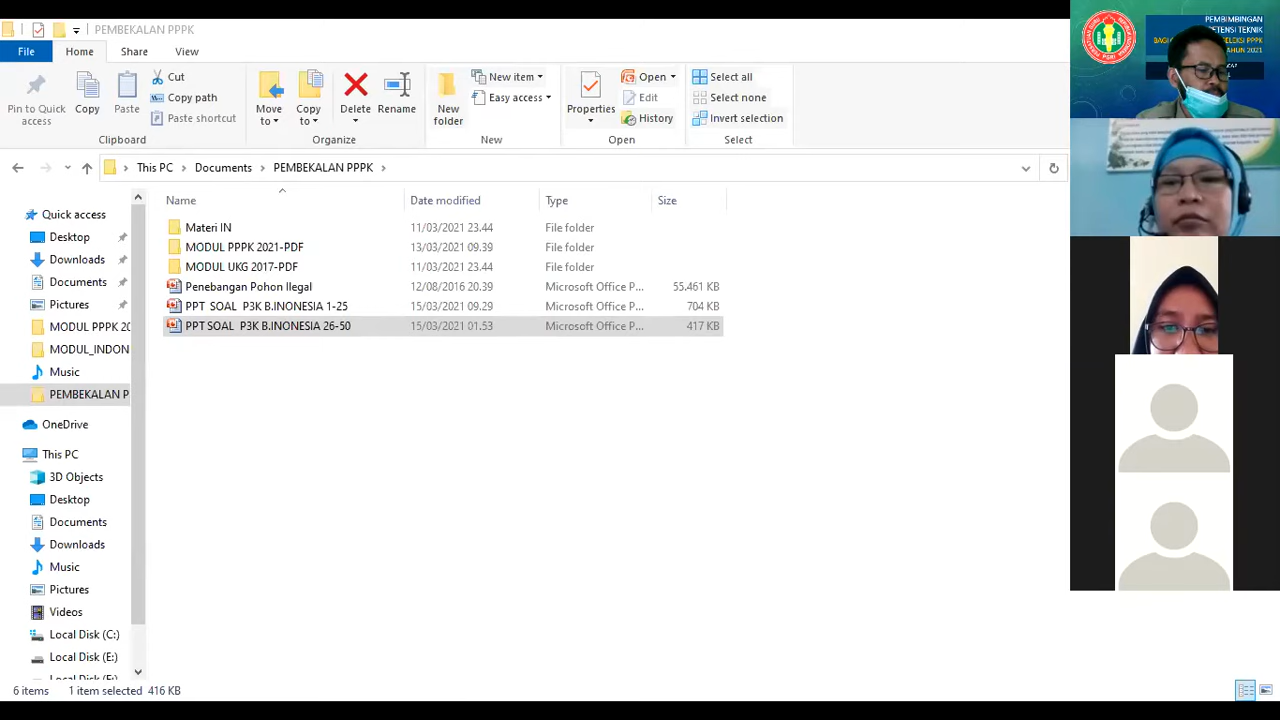 PEMBEKALAN PPPK
File Home Share View
Pin to Quick access
Copy
Paste
Cut
Copy path
Paste shortcut
Clipboard
Move to
Copy to
Delete
Rename
Organize
New folder
New item
Easy access
New
Properties
Open
Edit
History
Open
Select all
Select none
Invert selection
Select
This PC Documents PEMBEKALAN PPPK
Quick access
Desktop
Downloads
Documents
Pictures
MODUL PPPK 20
MODUL_INDON
Music
PEMBEKALAN P
OneDrive
This PC
3D Objects
Desktop
Documents
Downloads
Music
Pictures
Videos
Local Disk (C:)
Local Disk (E:)
Name Date modified Type Size
Materi IN 11/03/2021 23.44 File folder
MODUL PPPK 2021-PDF 13/03/2021 09.39 File folder
MODUL UKG 2017-PDF 11/03/2021 23.44 File folder
Penebangan Pohon Ilegal 12/08/2016 20.39 Microsoft Office P... 55.461 KB
PPT SOAL P3K B.INONESIA 1-25 15/03/2021 09.29 Microsoft Office P... 704 KB
PPT SOAL P3K B.INONESIA 26-50 15/03/2021 01.53 Microsoft Office P... 417 KB
6 items 1 item selected 416 KB
PEMBIMBINGAN
PETENSI TEKNIK
BAGI
SELEKSI PPPK
TAHUN 2021
PGRI